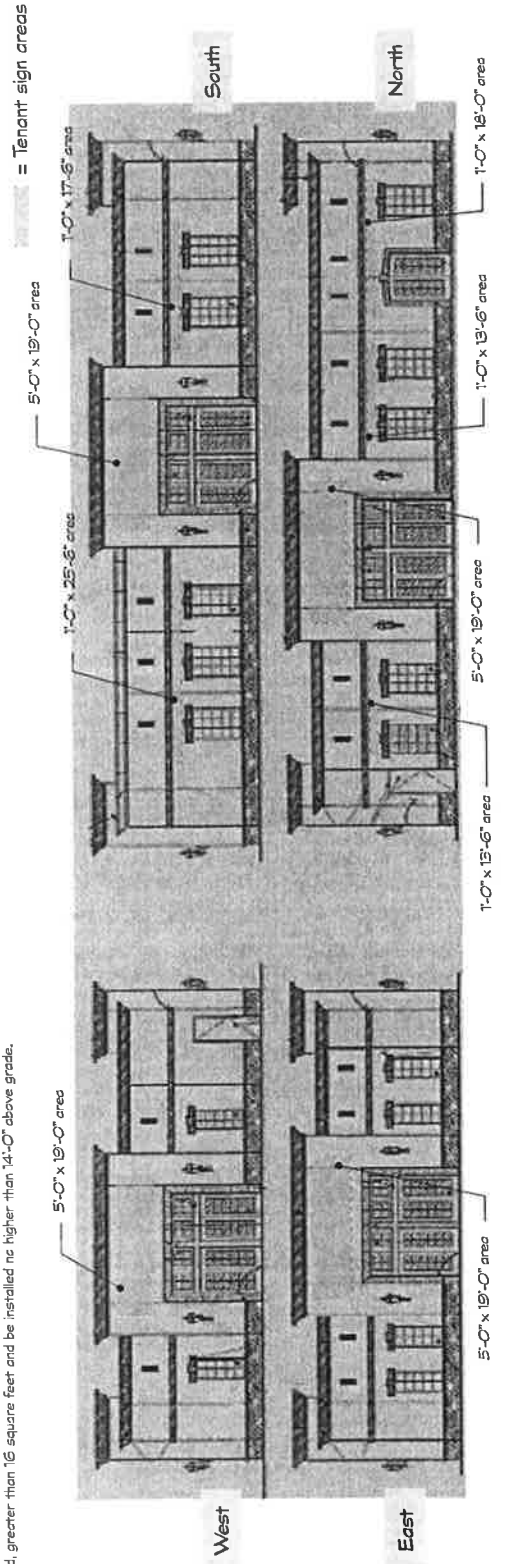 = Tenant sign areas
d, greater than 16 square feet and be installed no higher than 14'-0" above grade.
5'-0" x 19'-0" area
1'-0" x 25'-6" area
5'-0" x 19'-0" area
1'-0" x 17'-6" area
West
South
East
North
5'-0" x 19'-0" area
1'-0" x 13'-6" area
5'-0" x 19'-0" area
1'-0" x 13'-6" area
1'-0" x 18'-0" area